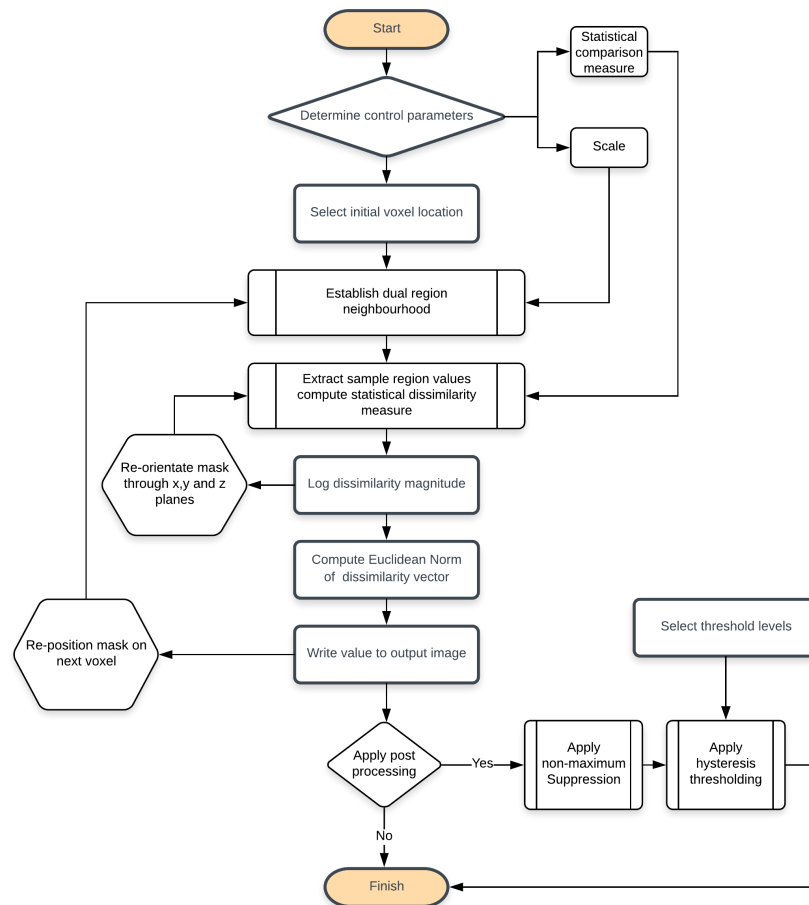 Start
Statistical
comparison
measure
Determine control parameters
Scale
Select initial voxel location
Establish dual region
neighbourhood
Extract sample region values
compute statistical dissimilarity
measure
Re-orientate mask
through x,y and z
planes
Log dissimilarity magnitude
Compute Euclidean Norm
of dissimilarity vector
Re-position mask on
next voxel
Write value to output image
Select threshold levels
Apply post
processing
Yes
Apply
non-maximum
Suppression
Apply
hysteresis
thresholding
No
Finish